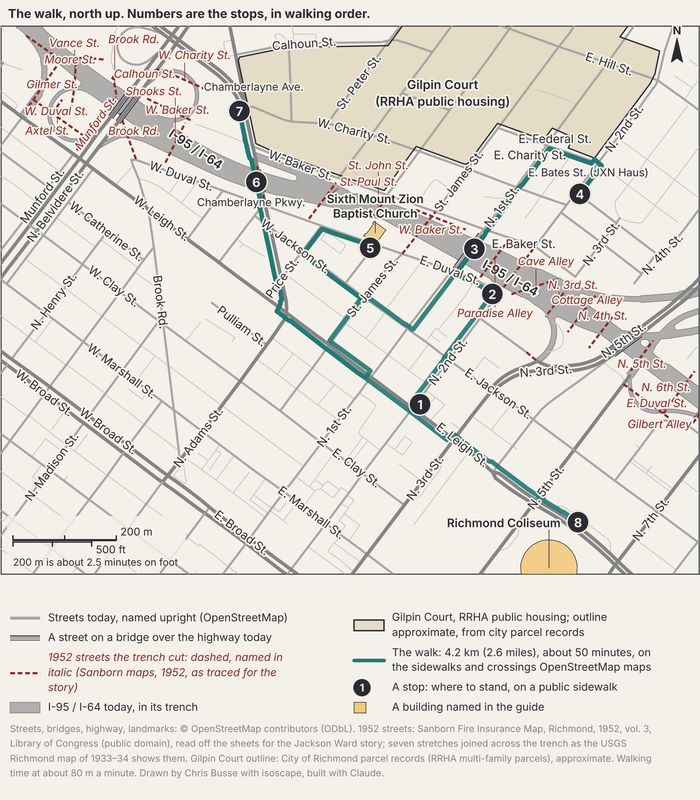 The walk, north up. Numbers are the stops, in walking order.
N
Vance St.
Brook Rd.
Moore St.
W. Charity St.
Calhoun St.
E. Hill St.
Gilmer St.
Calhoun St.
Shooks St.
Chamberlayne Ave.
St-Peter St.
Gilpin Court
(RRHA public housing)
W. Duval St.
Munford St.
W. Baker St.
7
Axtel St.
Brook Rd.
I-95 / I-64
W. Charity St.
N. 2nd St.
E. Federal St.
E. Charity St.
W. Baker St.
St. John St.
St. Paul St.
St-James St.
E. Bates St. (JXN Haus)
Munford St.
N. Belvidere St.
W. Duval St.
6
4
Chamberlayne Pkwy.
Sixth Mount Zion
Baptist Church
N. 1st St.
W. Leigh St.
W. Catherine St.
W. Jackson St.
W. Baker St.
5
3
E. Baker St.
N. 3rd St.
N. 4th St.
Cave Alley
E. Duval St.
I-95 / I-64
W. Clay St.
Brook Rd.
Price St.
St. James St.
2
N. 3rd St.
Cottage Alley
N. Henry St.
Pulliam St.
Paradise Alley
N. 4th St.
N. 5th St.
W. Marshall St.
N. 2nd St.
N. 3rd St.
N. 5th St.
W. Broad St.
E. Jackson St.
N. 6th St.
1
E. Duval St.
W. Broad St.
N. 1st St.
E. Leigh St.
Gilbert Alley
N. Madison St.
N. Adams St.
E. Clay St.
N. 3rd St.
N. 5th St.
E. Marshall St.
N. 7th St.
E. Broad St.
Richmond Coliseum
8
200 m
500 ft
200 m is about 2.5 minutes on foot
Streets today, named upright (OpenStreetMap)
A street on a bridge over the highway today
1952 streets the trench cut: dashed, named in
italic (Sanborn maps, 1952, as traced for the
story)
I-95 / I-64 today, in its trench
Gilpin Court, RRHA public housing; outline
approximate, from city parcel records
The walk: 4.2 km (2.6 miles), about 50 minutes, on
the sidewalks and crossings OpenStreetMap maps
1
A stop: where to stand, on a public sidewalk
A building named in the guide
Streets, bridges, highway, landmarks: © OpenStreetMap contributors (ODbL). 1952 streets: Sanborn Fire Insurance Map, Richmond, 1952, vol. 3,
Library of Congress (public domain), read off the sheets for the Jackson Ward story; seven stretches joined across the trench as the USGS
Richmond map of 1933–34 shows them. Gilpin Court outline: City of Richmond parcel records (RRHA multi-family parcels), approximate. Walking
time at about 80 m a minute. Drawn by Chris Busse with isoscape, built with Claude.